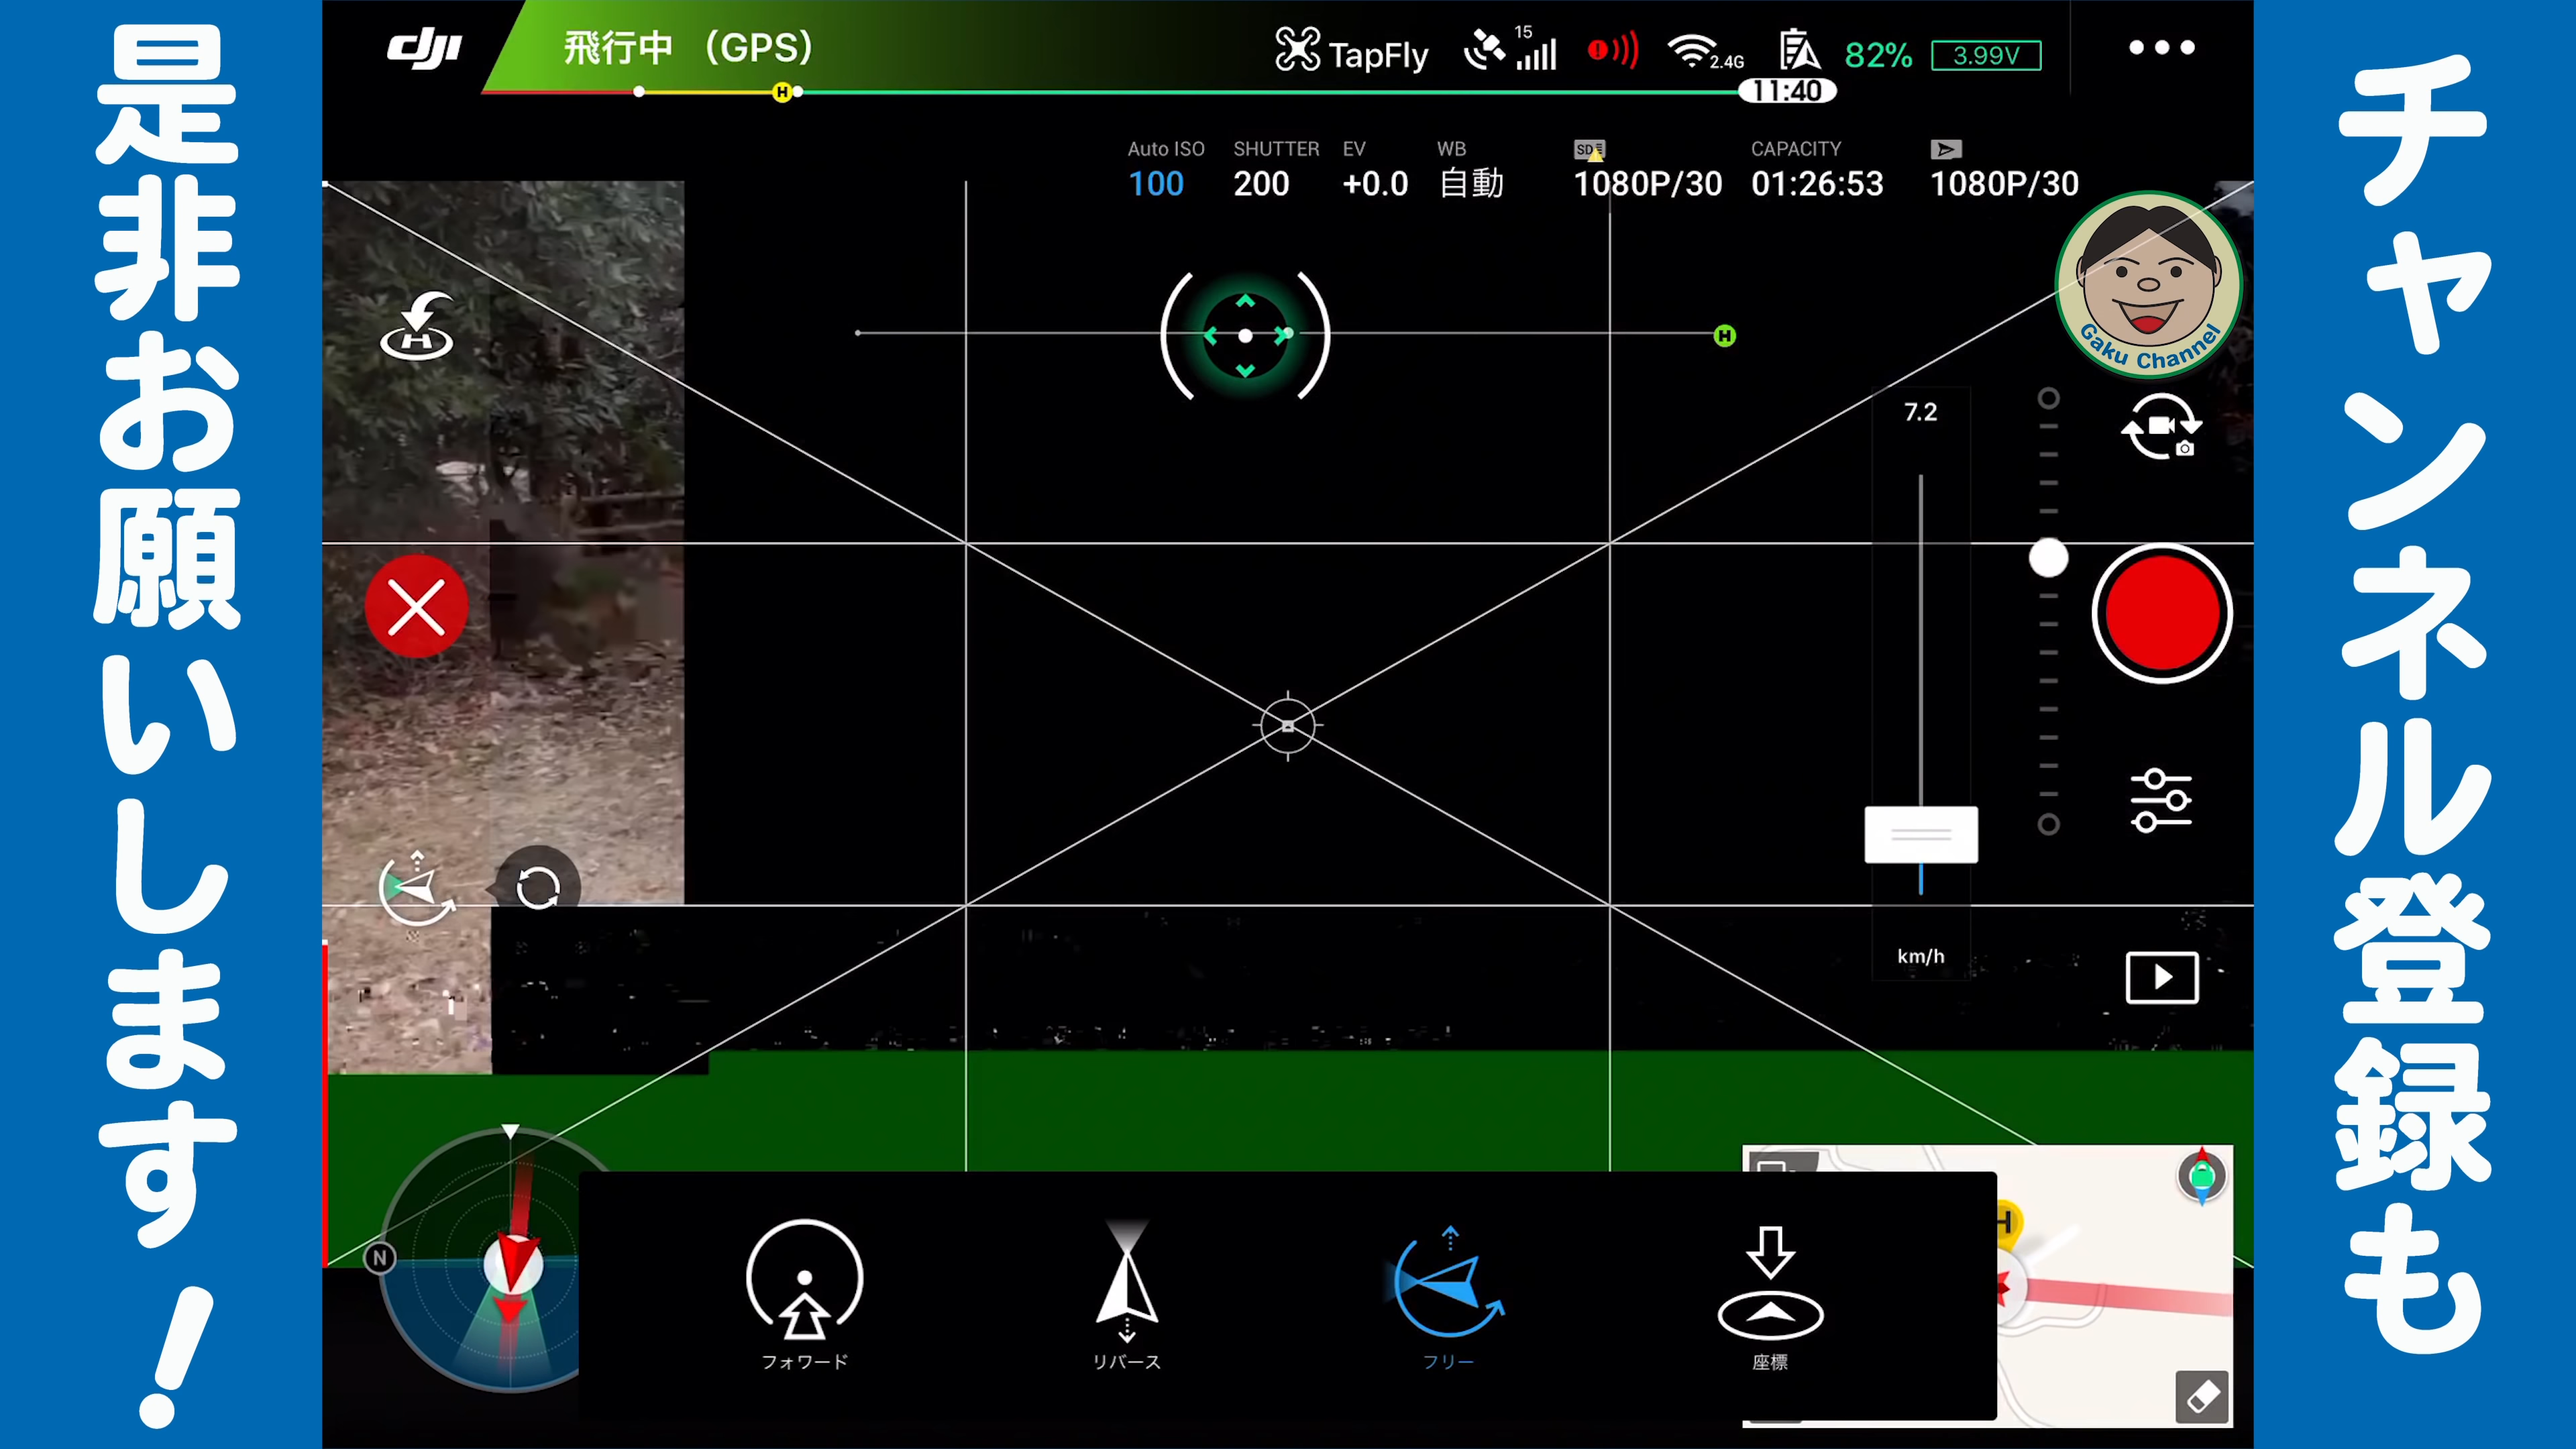 チャンネル登録も
是非お願いします！
dji
飛行中 （GPS）
TapFly
15
2.4G
82%
3.99V
H
11:40
Auto ISO
100
SHUTTER
200
EV
+0.0
WB
自動
SD
1080P/30
CAPACITY
01:26:53
1080P/30
Gaku Channel
H
H
7.2
km/h
N
H
フォワード
リバース
フリー
座標